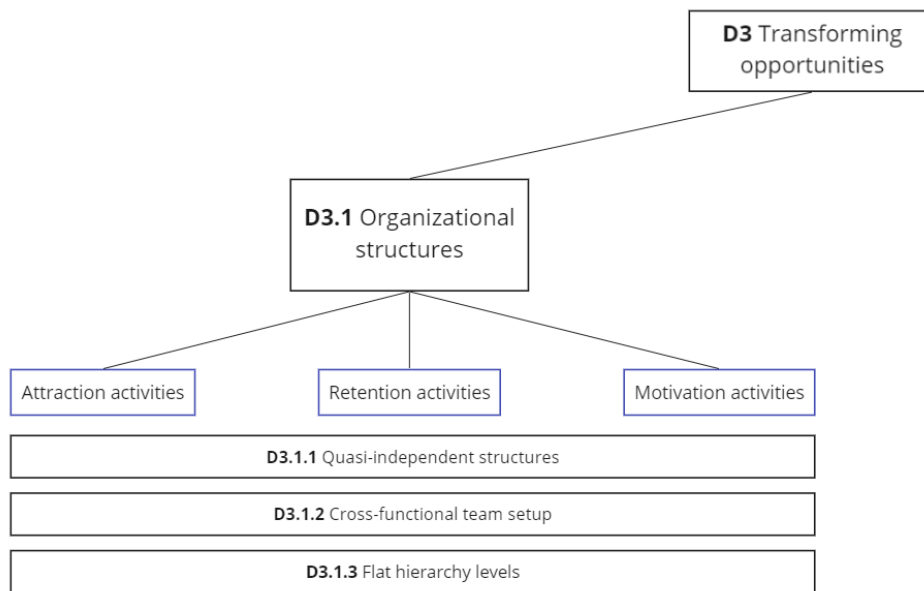 D3 Transforming
opportunities
D3.1 Organizational
structures
Attraction activities
Retention activities
Motivation activities
D3.1.1 Quasi-independent structures
D3.1.2 Cross-functional team setup
D3.1.3 Flat hierarchy levels